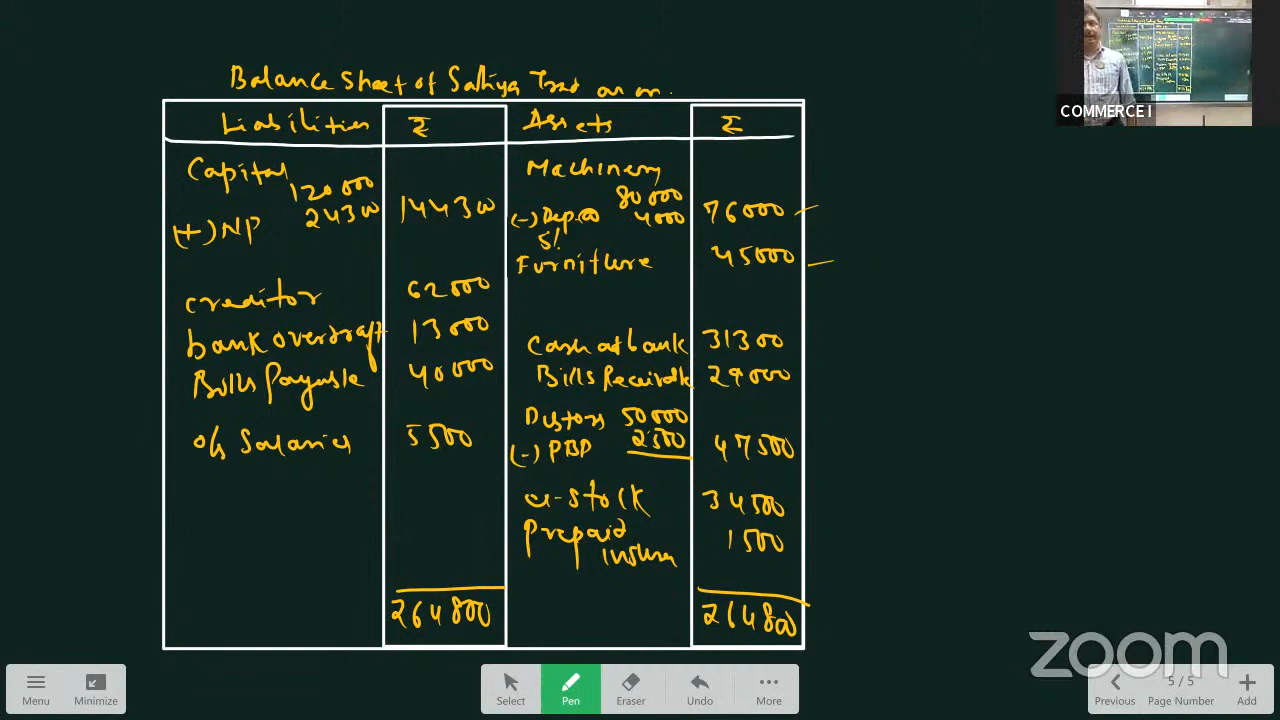 Balance Sheet of Sathiya Trad as on.
Liabilities ₹ Assets ₹
Capital 120000
(+) NP 24300 144300
creditor 62000
bank overdraft 13000
Bills Payable 40000
o/s Salaries 5500
264800
Machinery 80000
(-) Dep 4000 76000
5%
Furniture 45000
Cash at bank 31300
Bills Receivable 29000
Debtors 50000
(-) PBD 2500 47500
cl-stock 34500
Prepaid 1500
insura
264800
COMMERCE I
zoom
Menu Minimize Select Pen Eraser Undo More Previous 5 / 5 Page Number Add